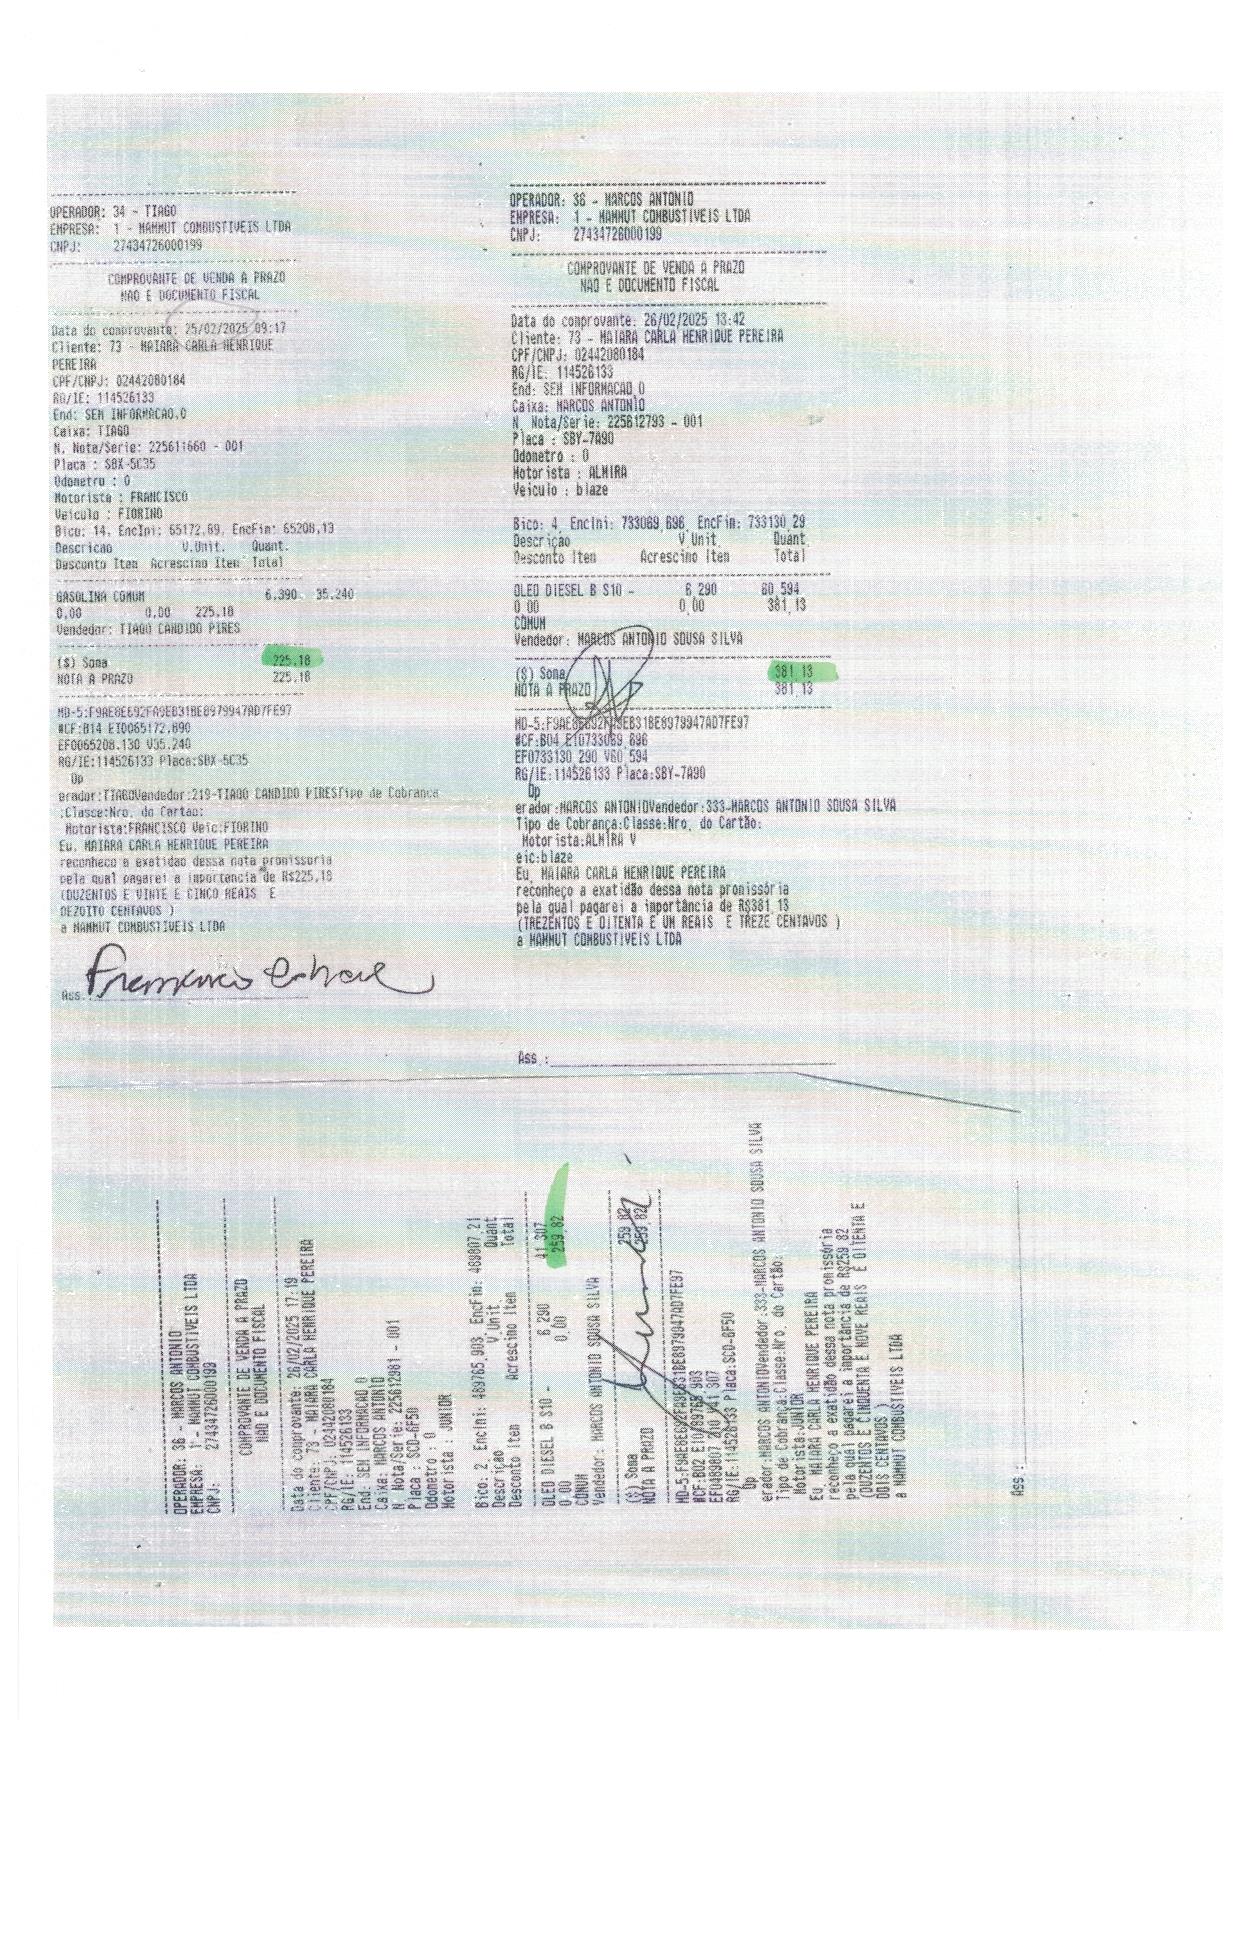 OPERADOR: 34 - TIAGO
EMPRESA: 1 - MAMMUT COMBUSTIVEIS LTDA
CNPJ: 27434726000199
COMPROVANTE DE VENDA A PRAZO
NAO E DOCUMENTO FISCAL
Data do comprovante: 25/02/2025 09:17
Cliente: 73 - MAIARA CARLA HENRIQUE
PEREIRA
CPF/CNPJ: 02442080184
RG/IE: 114526133
End: SEM INFORMACAO,0
Caixa: TIAGO
N. Nota/Serie: 225611660 - 001
Placa : SBX-5C35
Odometro : 0
Motorista : FRANCISCO
Veiculo : FIORINO
Bico: 14, EncIni: 65172,89, EncFin: 65208,13
Descricao V.Unit. Quant.
Desconto Item Acrescimo Item Total
GASOLINA COMUM 6.390 35.240
0,00 0,00 225.18
Vendedor: TIAGO CANDIDO PIRES
($) Soma 225.18
NOTA A PRAZO 225.18
MD-5:F9AE8E692FA9EB31BE8979947AD7FE97
#CF:B14 EI0065172,890
EF0065208.130 V35.240
RG/IE:114526133 Placa:SBX-5C35
Op
erador:TIAGOVendedor:219-TIAGO CANDIDO PIRESTipo de Cobranca
:Classe:Nro. do Cartao:
Motorista:FRANCISCO Veic:FIORINO
Eu, MAIARA CARLA HENRIQUE PEREIRA
reconheco a exatidao dessa nota promissoria
pela qual pagarei a importancia de R$225,18
(DUZENTOS E VINTE E CINCO REAIS E
DEZOITO CENTAVOS )
a MAMMUT COMBUSTIVEIS LTDA
Ass.:
OPERADOR: 36 - MARCOS ANTONIO
EMPRESA: 1 - MAMMUT COMBUSTIVEIS LTDA
CNPJ: 27434726000199
COMPROVANTE DE VENDA A PRAZO
NAO E DOCUMENTO FISCAL
Data do comprovante: 26/02/2025 13:42
Cliente: 73 - MAIARA CARLA HENRIQUE PEREIRA
CPF/CNPJ: 02442080184
RG/IE: 114526133
End: SEM INFORMACAO 0
Caixa: MARCOS ANTONIO
N. Nota/Serie: 225612793 - 001
Placa : SBY-7A90
Odometro : 0
Motorista : ALMIRA
Veiculo : blaze
Bico: 4, EncIni: 733069 696, EncFin: 733130 29
Descrição V Unit Quant
Desconto Item Acrescimo Item Total
OLEO DIESEL B S10 - 6 290 60 594
0 00 0,00 381,13
COMUM
Vendedor: MARCOS ANTONIO SOUSA SILVA
($) Soma 381 13
NOTA A PRAZO 381 13
MD-5:F9AE8E692FA9EB31BE8979947AD7FE97
#CF:B04 EI0733069 696
EF0733130 290 V60 594
RG/IE:114526133 Placa:SBY-7A90
Op
erador:MARCOS ANTONIOVendedor:333-MARCOS ANTONIO SOUSA SILVA
Tipo de Cobrança:Classe:Nro. do Cartão:
Motorista:ALMIRA V
eic:blaze
Eu, MAIARA CARLA HENRIQUE PEREIRA
reconheço a exatidão dessa nota promissória
pela qual pagarei a importância de R$381,13
(TREZENTOS E OITENTA E UM REAIS E TREZE CENTAVOS )
a MAMMUT COMBUSTIVEIS LTDA
Ass :
OPERADOR: 36 - MARCOS ANTONIO
EMPRESA: 1 - MAMMUT COMBUSTIVEIS LTDA
CNPJ: 27434726000199
COMPROVANTE DE VENDA A PRAZO
NAO E DOCUMENTO FISCAL
Data do comprovante: 26/02/2025 17:19
Cliente: 73 - MAIARA CARLA HENRIQUE PEREIRA
CPF/CNPJ: 02442080184
RG/IE: 114526133
End: SEM INFORMACAO 0
Caixa: MARCOS ANTONIO
N. Nota/Serie: 225612981 - 001
Placa : SCO-6F50
Odometro : 0
Motorista : JUNIOR
Bico: 2, EncIni: 489765,903 EncFin: 489807 21
Descrição V Unit Quant
Desconto Item Acrescimo Item Total
OLEO DIESEL B S10 - 6 290 41 307
0,00 0,00 259,82
COMUM
Vendedor: MARCOS ANTONIO SOUSA SILVA
($) Soma 259 82
NOTA A PRAZO 259 82
MD-5:F9AE8E692FA9EB31BE8979947AD7FE97
#CF:B02 EI0489765 903
EF0489807 210 V41 307
RG/IE:114526133 Placa:SCO-6F50
Op
erador:MARCOS ANTONIOVendedor:333-MARCOS ANTONIO SOUSA SILVA
Tipo de Cobrança:Classe:Nro. do Cartão:
Motorista:JUNIOR
Eu, MAIARA CARLA HENRIQUE PEREIRA
reconheço a exatidão dessa nota promissória
pela qual pagarei a importância de R$259 82
(DUZENTOS E CINQUENTA E NOVE REAIS E OITENTA E
DOIS CENTAVOS )
a MAMMUT COMBUSTIVEIS LTDA
Ass.: